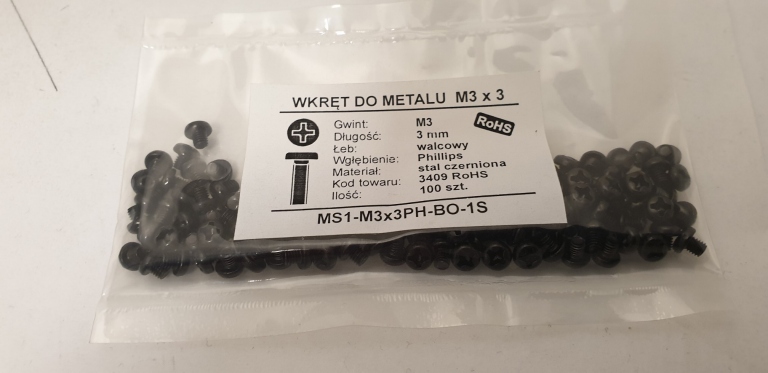 WKRĘT DO METALU M3 x 3
Gwint: M3
Długość: 3 mm
Łeb: walcowy
Wgłębienie: Phillips
Materiał: stal czerniona
Kod towaru: 3409 RoHS
Ilość: 100 szt.
RoHS
MS1-M3x3PH-BO-1S